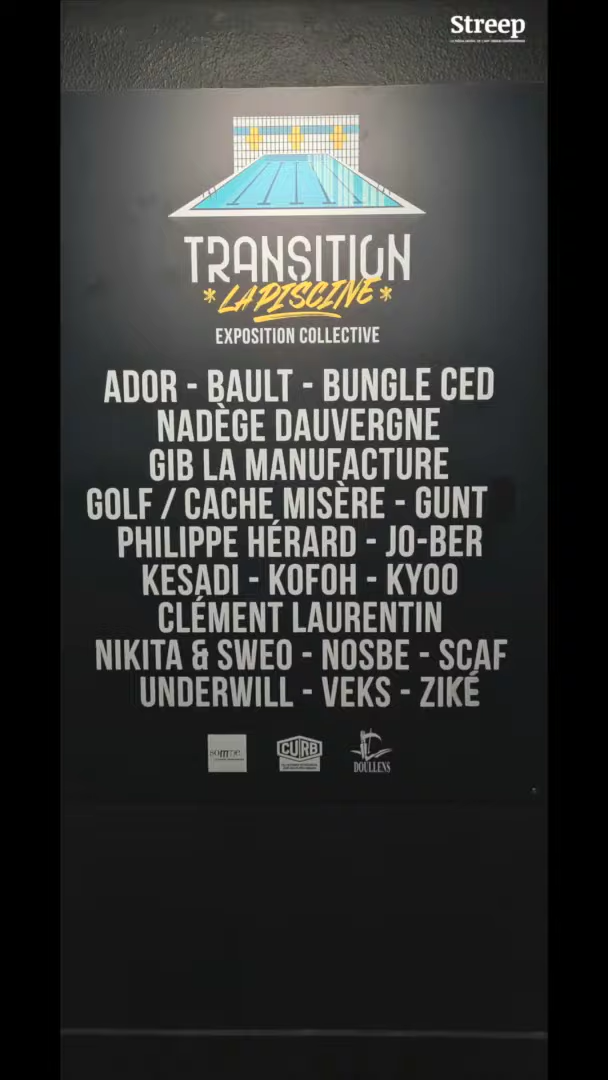 Streep
TRANSITION
* LA PISCINE *
EXPOSITION COLLECTIVE
ADOR - BAULT - BUNGLE CED
NADÈGE DAUVERGNE
GIB LA MANUFACTURE
GOLF / CACHE MISÈRE - GUNT
PHILIPPE HÉRARD - JO-BER
KESADI - KOFOH - KYOO
CLÉMENT LAURENTIN
NIKITA & SWEO - NOSBE - SCAF
UNDERWILL - VEKS - ZIKÉ
somme
CURB
DOULLENS